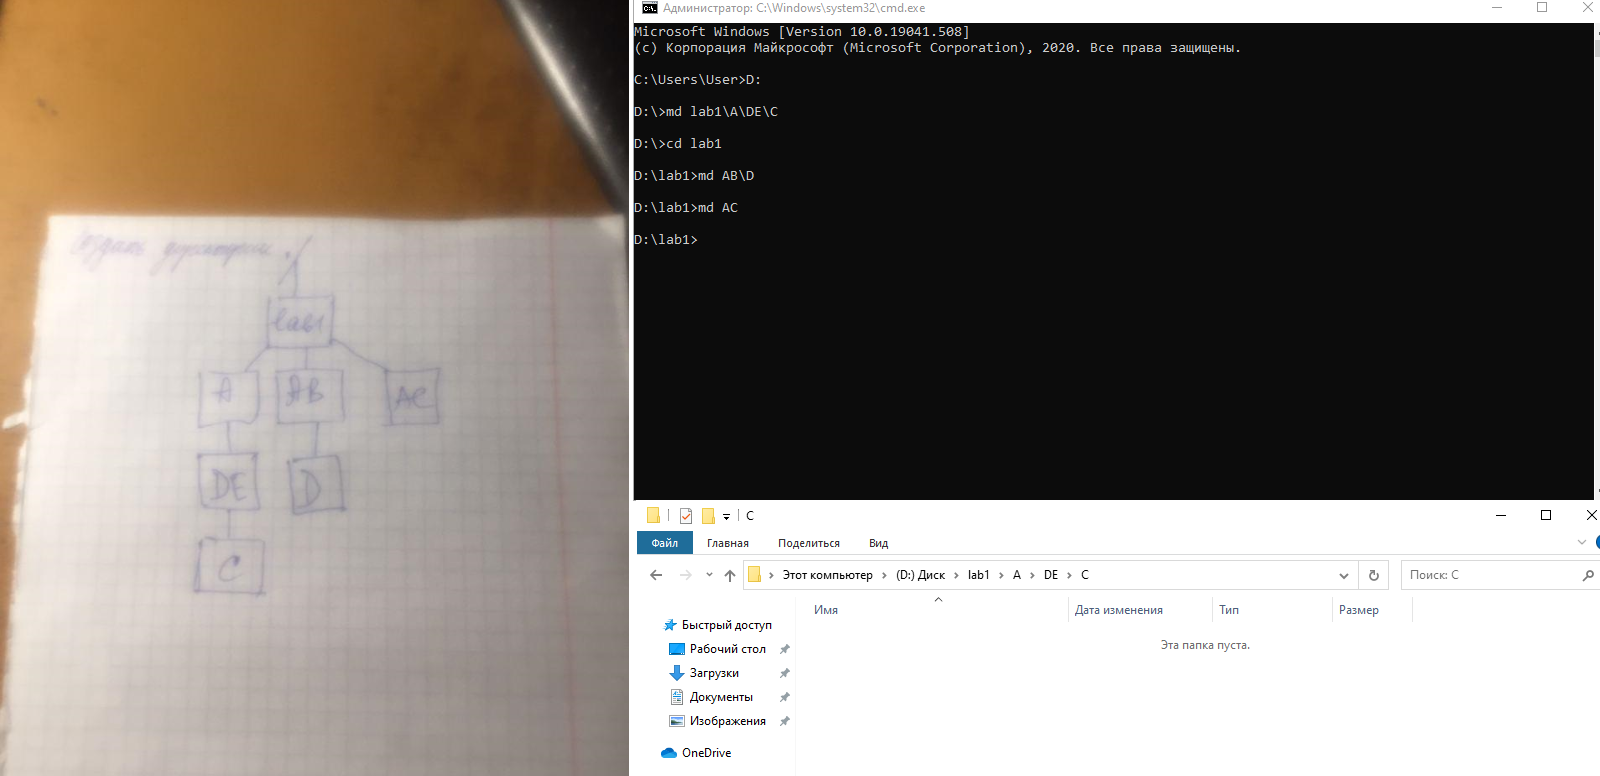 Создать директории.
/
lab1
A AB AC
DE D
C
Администратор: C:\Windows\system32\cmd.exe
Microsoft Windows [Version 10.0.19041.508]
(c) Корпорация Майкрософт (Microsoft Corporation), 2020. Все права защищены.
C:\Users\User>D:
D:\>md lab1\A\DE\C
D:\>cd lab1
D:\lab1>md AB\D
D:\lab1>md AC
D:\lab1>
C
Файл Главная Поделиться Вид
Этот компьютер > (D:) Диск > lab1 > A > DE > C
Поиск: C
Имя Дата изменения Тип Размер
Эта папка пуста.
Быстрый доступ
Рабочий стол
Загрузки
Документы
Изображения
OneDrive